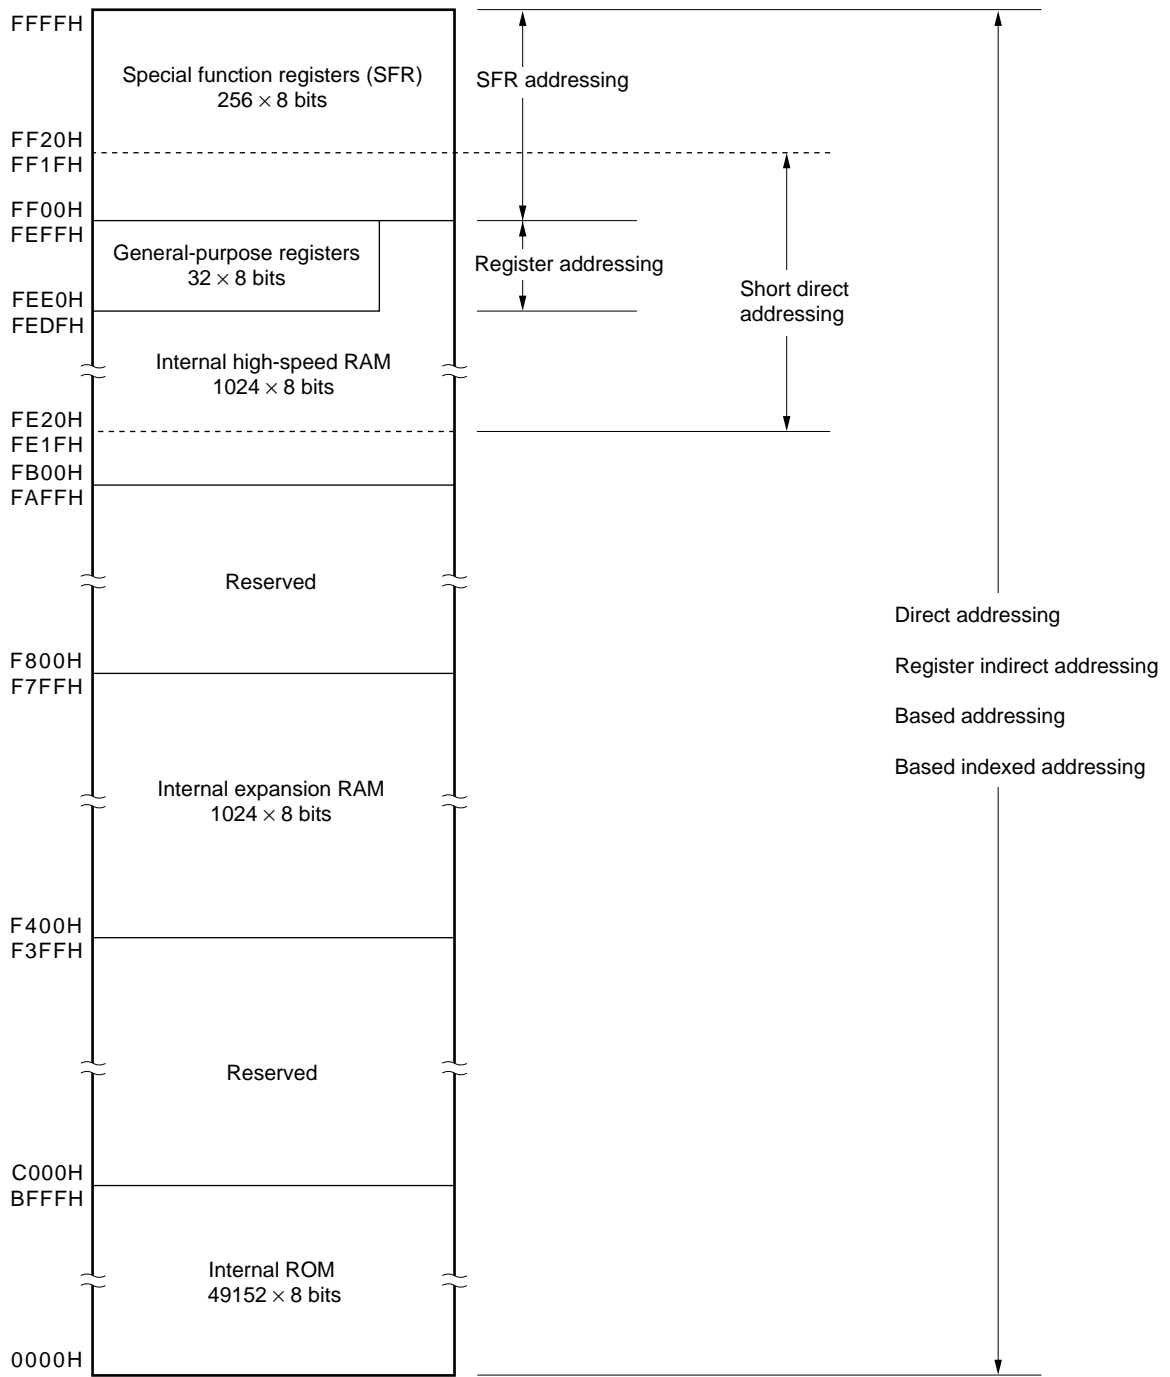 FFFFH
Special function registers (SFR)
256 × 8 bits
SFR addressing
FF20H
FF1FH
FF00H
FEFFH
General-purpose registers
32 × 8 bits
Register addressing
FEE0H
FEDFH
Short direct
addressing
Internal high-speed RAM
1024 × 8 bits
FE20H
FE1FH
FB00H
FAFFH
Reserved
Direct addressing
Register indirect addressing
Based addressing
Based indexed addressing
F800H
F7FFH
Internal expansion RAM
1024 × 8 bits
F400H
F3FFH
Reserved
C000H
BFFFH
Internal ROM
49152 × 8 bits
0000H